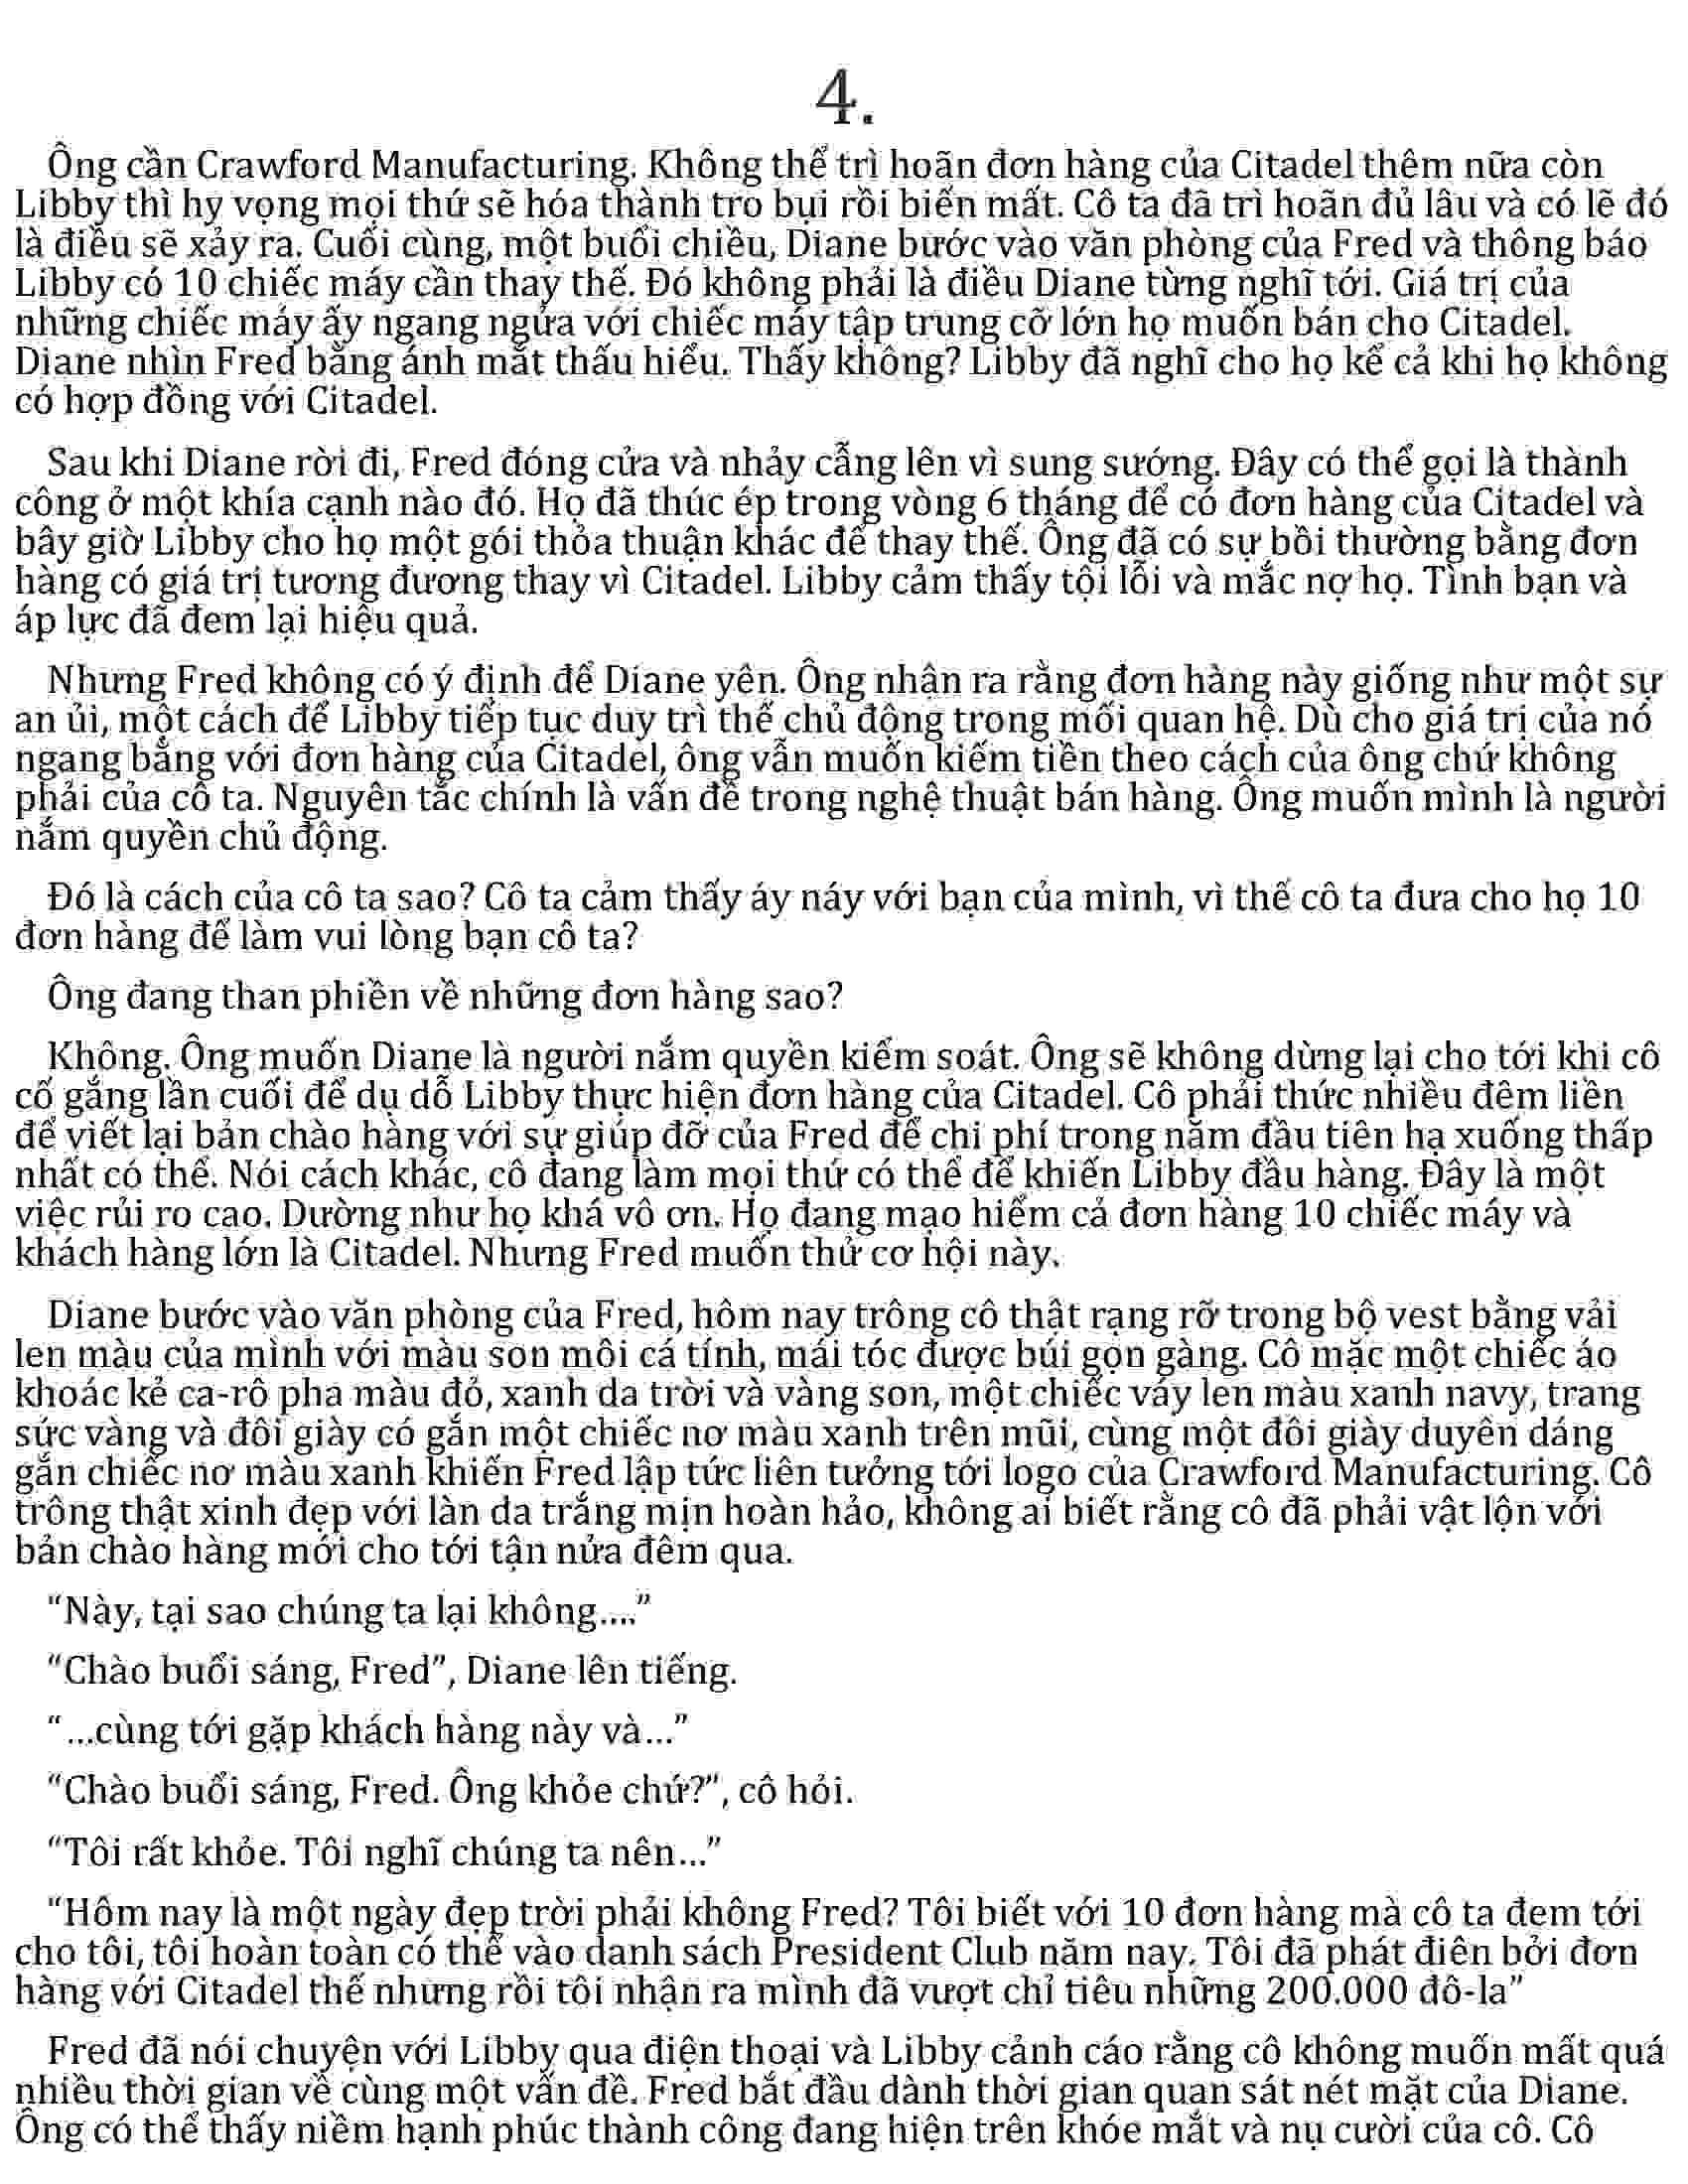 4.
Ông cần Crawford Manufacturing. Không thể trì hoãn đơn hàng của Citadel thêm nữa còn
Libby thì hy vọng mọi thứ sẽ hóa thành tro bụi rồi biến mất. Cô ta đã trì hoãn đủ lâu và có lẽ đó
là điều sẽ xảy ra. Cuối cùng, một buổi chiều, Diane bước vào văn phòng của Fred và thông báo
Libby có 10 chiếc máy cần thay thế. Đó không phải là điều Diane từng nghĩ tới. Giá trị của
những chiếc máy ấy ngang ngửa với chiếc máy tập trung cỡ lớn họ muốn bán cho Citadel.
Diane nhìn Fred bằng ánh mắt thấu hiểu. Thấy không? Libby đã nghĩ cho họ kể cả khi họ không
có hợp đồng với Citadel.
Sau khi Diane rời đi, Fred đóng cửa và nhảy cẫng lên vì sung sướng. Đây có thể gọi là thành
công ở một khía cạnh nào đó. Họ đã thúc ép trong vòng 6 tháng để có đơn hàng của Citadel và
bây giờ Libby cho họ một gói thỏa thuận khác để thay thế. Ông đã có sự bồi thường bằng đơn
hàng có giá trị tương đương thay vì Citadel. Libby cảm thấy tội lỗi và mắc nợ họ. Tình bạn và
áp lực đã đem lại hiệu quả.
Nhưng Fred không có ý định để Diane yên. Ông nhận ra rằng đơn hàng này giống như một sự
an ủi, một cách để Libby tiếp tục duy trì thế chủ động trong mối quan hệ. Dù cho giá trị của nó
ngang bằng với đơn hàng của Citadel, ông vẫn muốn kiếm tiền theo cách của ông chứ không
phải của cô ta. Nguyên tắc chính là vấn đề trong nghệ thuật bán hàng. Ông muốn mình là người
nắm quyền chủ động.
Đó là cách của cô ta sao? Cô ta cảm thấy áy náy với bạn của mình, vì thế cô ta đưa cho họ 10
đơn hàng để làm vui lòng bạn cô ta?
Ông đang than phiền về những đơn hàng sao?
Không. Ông muốn Diane là người nắm quyền kiểm soát. Ông sẽ không dừng lại cho tới khi cô
cố gắng lần cuối để dụ dỗ Libby thực hiện đơn hàng của Citadel. Cô phải thức nhiều đêm liền
để viết lại bản chào hàng với sự giúp đỡ của Fred để chi phí trong năm đầu tiên hạ xuống thấp
nhất có thể. Nói cách khác, cô đang làm mọi thứ có thể để khiến Libby đầu hàng. Đây là một
việc rủi ro cao. Dường như họ khá vô ơn. Họ đang mạo hiểm cả đơn hàng 10 chiếc máy và
khách hàng lớn là Citadel. Nhưng Fred muốn thử cơ hội này.
Diane bước vào văn phòng của Fred, hôm nay trông cô thật rạng rỡ trong bộ vest bằng vải
len màu của mình với màu son môi cá tính, mái tóc được búi gọn gàng. Cô mặc một chiếc áo
khoác kẻ ca-rô pha màu đỏ, xanh da trời và vàng son, một chiếc váy len màu xanh navy, trang
sức vàng và đôi giày có gắn một chiếc nơ màu xanh trên mũi, cùng một đôi giày duyên dáng
gắn chiếc nơ màu xanh khiến Fred lập tức liên tưởng tới logo của Crawford Manufacturing. Cô
trông thật xinh đẹp với làn da trắng mịn hoàn hảo, không ai biết rằng cô đã phải vật lộn với
bản chào hàng mới cho tới tận nửa đêm qua.
“Này, tại sao chúng ta lại không....”
“Chào buổi sáng, Fred”, Diane lên tiếng.
“...cùng tới gặp khách hàng này và...”
“Chào buổi sáng, Fred. Ông khỏe chứ?”, cô hỏi.
“Tôi rất khỏe. Tôi nghĩ chúng ta nên...”
“Hôm nay là một ngày đẹp trời phải không Fred? Tôi biết với 10 đơn hàng mà cô ta đem tới
cho tôi, tôi hoàn toàn có thể vào danh sách President Club năm nay. Tôi đã phát điên bởi đơn
hàng với Citadel thế nhưng rồi tôi nhận ra mình đã vượt chỉ tiêu những 200.000 đô-la”
Fred đã nói chuyện với Libby qua điện thoại và Libby cảnh cáo rằng cô không muốn mất quá
nhiều thời gian về cùng một vấn đề. Fred bắt đầu dành thời gian quan sát nét mặt của Diane.
Ông có thể thấy niềm hạnh phúc thành công đang hiện trên khóe mắt và nụ cười của cô. Cô